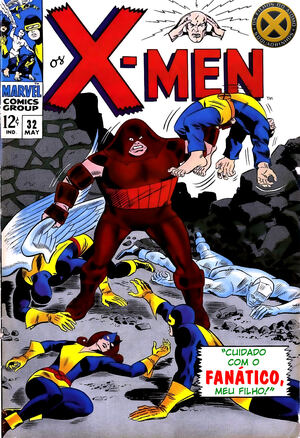 OS
X-MEN
MARVEL
COMICS
GROUP
12¢
IND.
32
MAY
"CUIDADO
COM O
FANÁTICO,
MEU FILHO!"